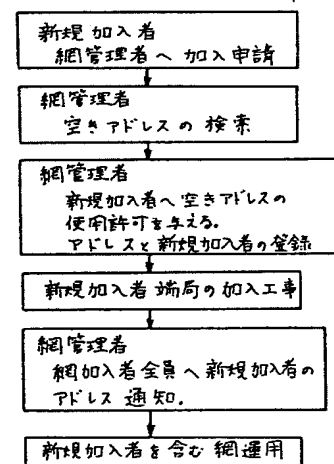 新規加入者
網管理者へ加入申請
網管理者
空きアドレスの検索
網管理者
新規加入者へ空きアドレスの
使用許可を与える.
アドレスと新規加入者の登録
新規加入者端局の加入工事
網管理者
網加入者全員へ新規加入者の
アドレス通知.
新規加入者を含む網運用